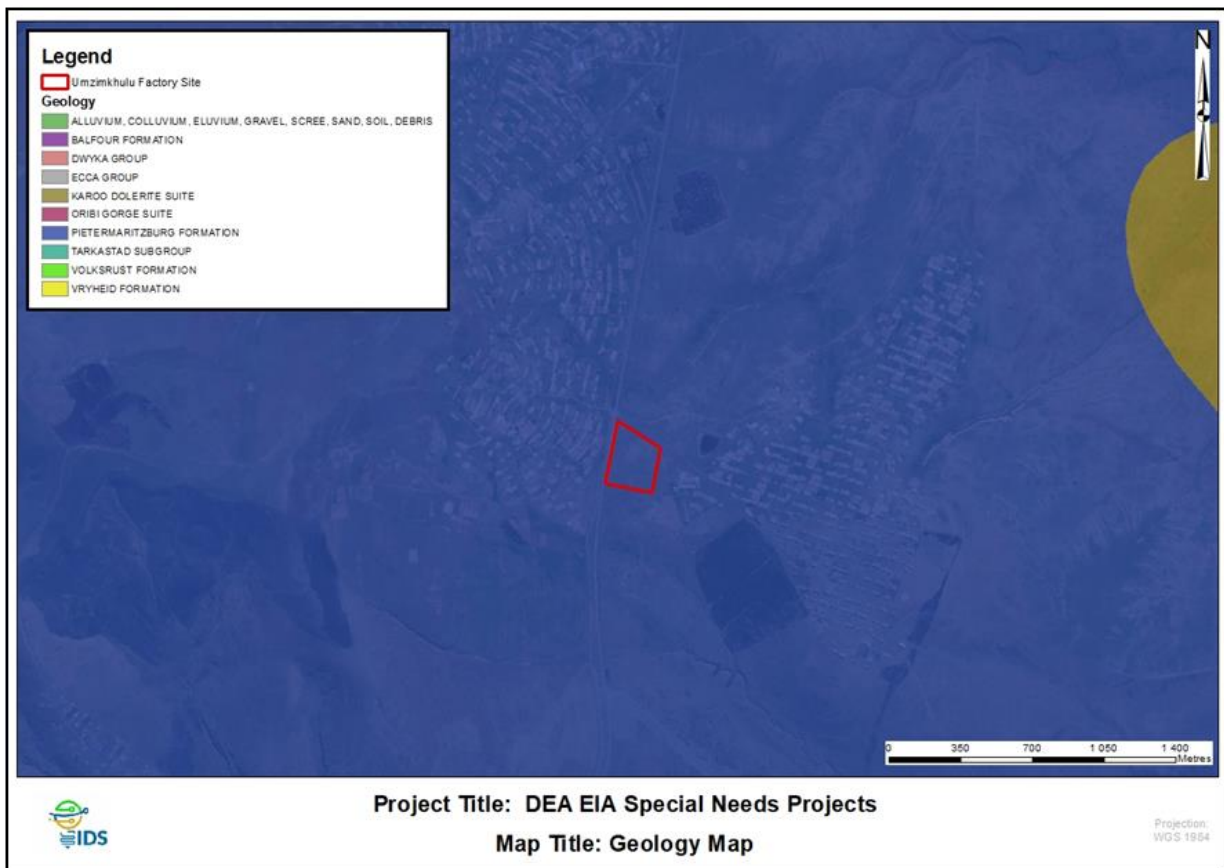 Legend
Umzimkhulu Factory Site
Geology
ALLUVIUM, COLLUVIUM, ELUVIUM, GRAVEL, SCREE, SAND, SOIL, DEBRIS
BALFOUR FORMATION
DWYKA GROUP
ECCA GROUP
KAROO DOLERITE SUITE
ORIBI GORGE SUITE
PIETERMARITZBURG FORMATION
TARKASTAD SUBGROUP
VOLKSRUST FORMATION
VRYHEID FORMATION
N
0 350 700 1 050 1 400
Metres
Project Title: DEA EIA Special Needs Projects
Map Title: Geology Map
IDS
Projection:
WGS 1984